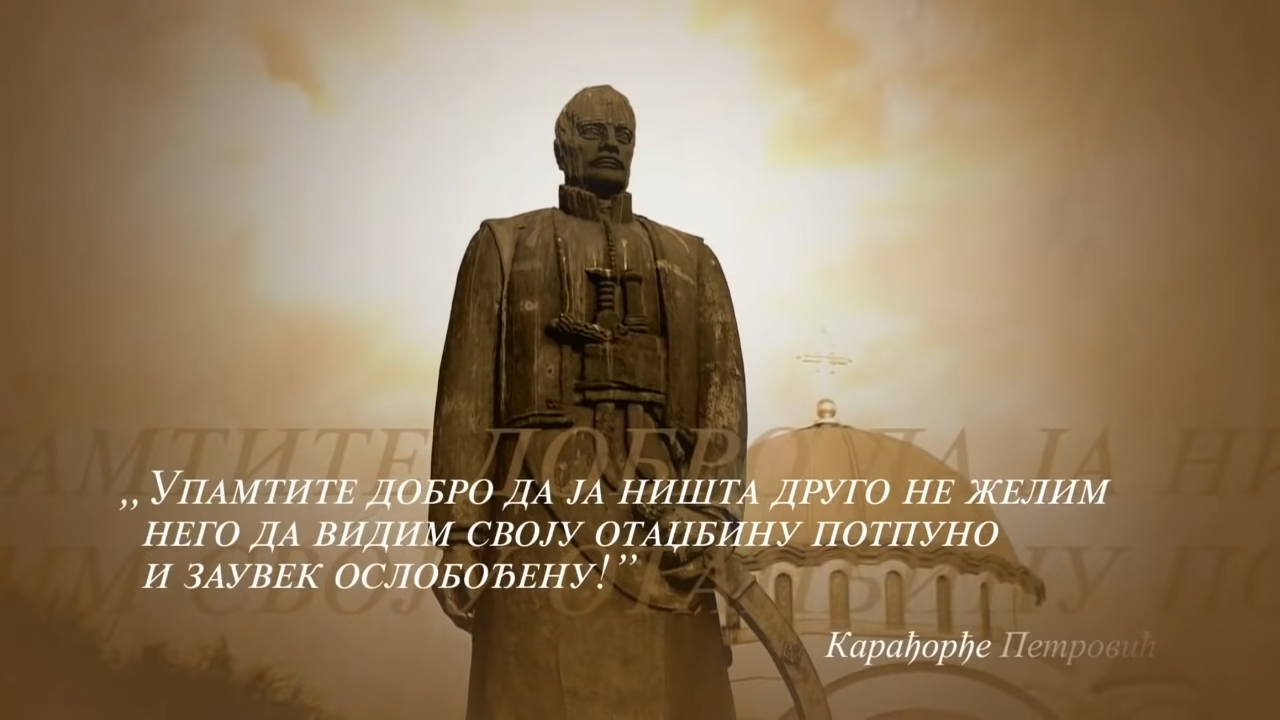 „Упамтите добро да ја ништа друго не желим
него да видим своју отаџбину потпуно
и заувек ослобођену!”
Карађорђе Петровић